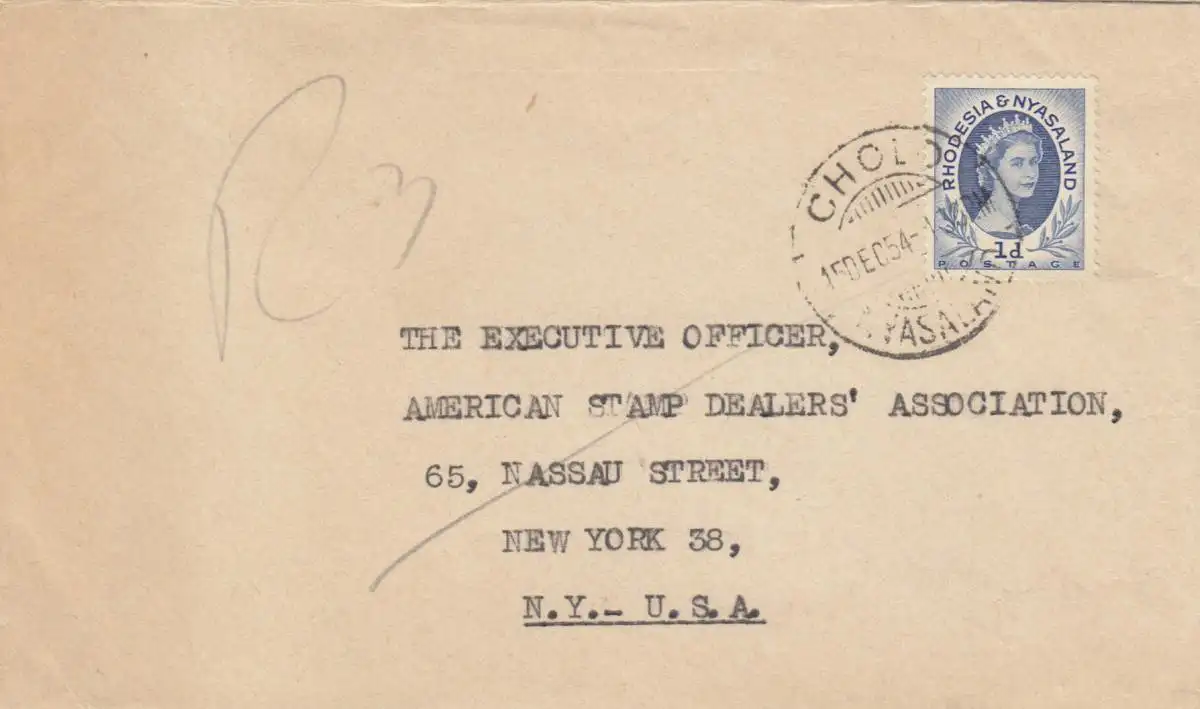 RHODESIA & NYASALAND
1d
POSTAGE
CHOLO
15DEC54
NYASALAND
THE EXECUTIVE OFFICER,
AMERICAN STAMP DEALERS' ASSOCIATION,
65, NASSAU STREET,
NEW YORK 38,
N.Y.- U.S.A.